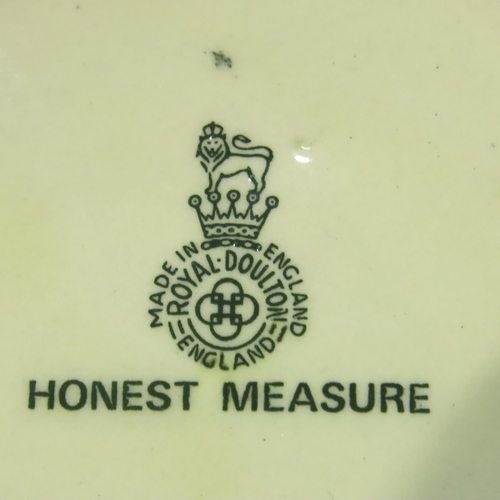 MADE IN ENGLAND
ROYAL·DOULTON
ENGLAND
HONEST MEASURE